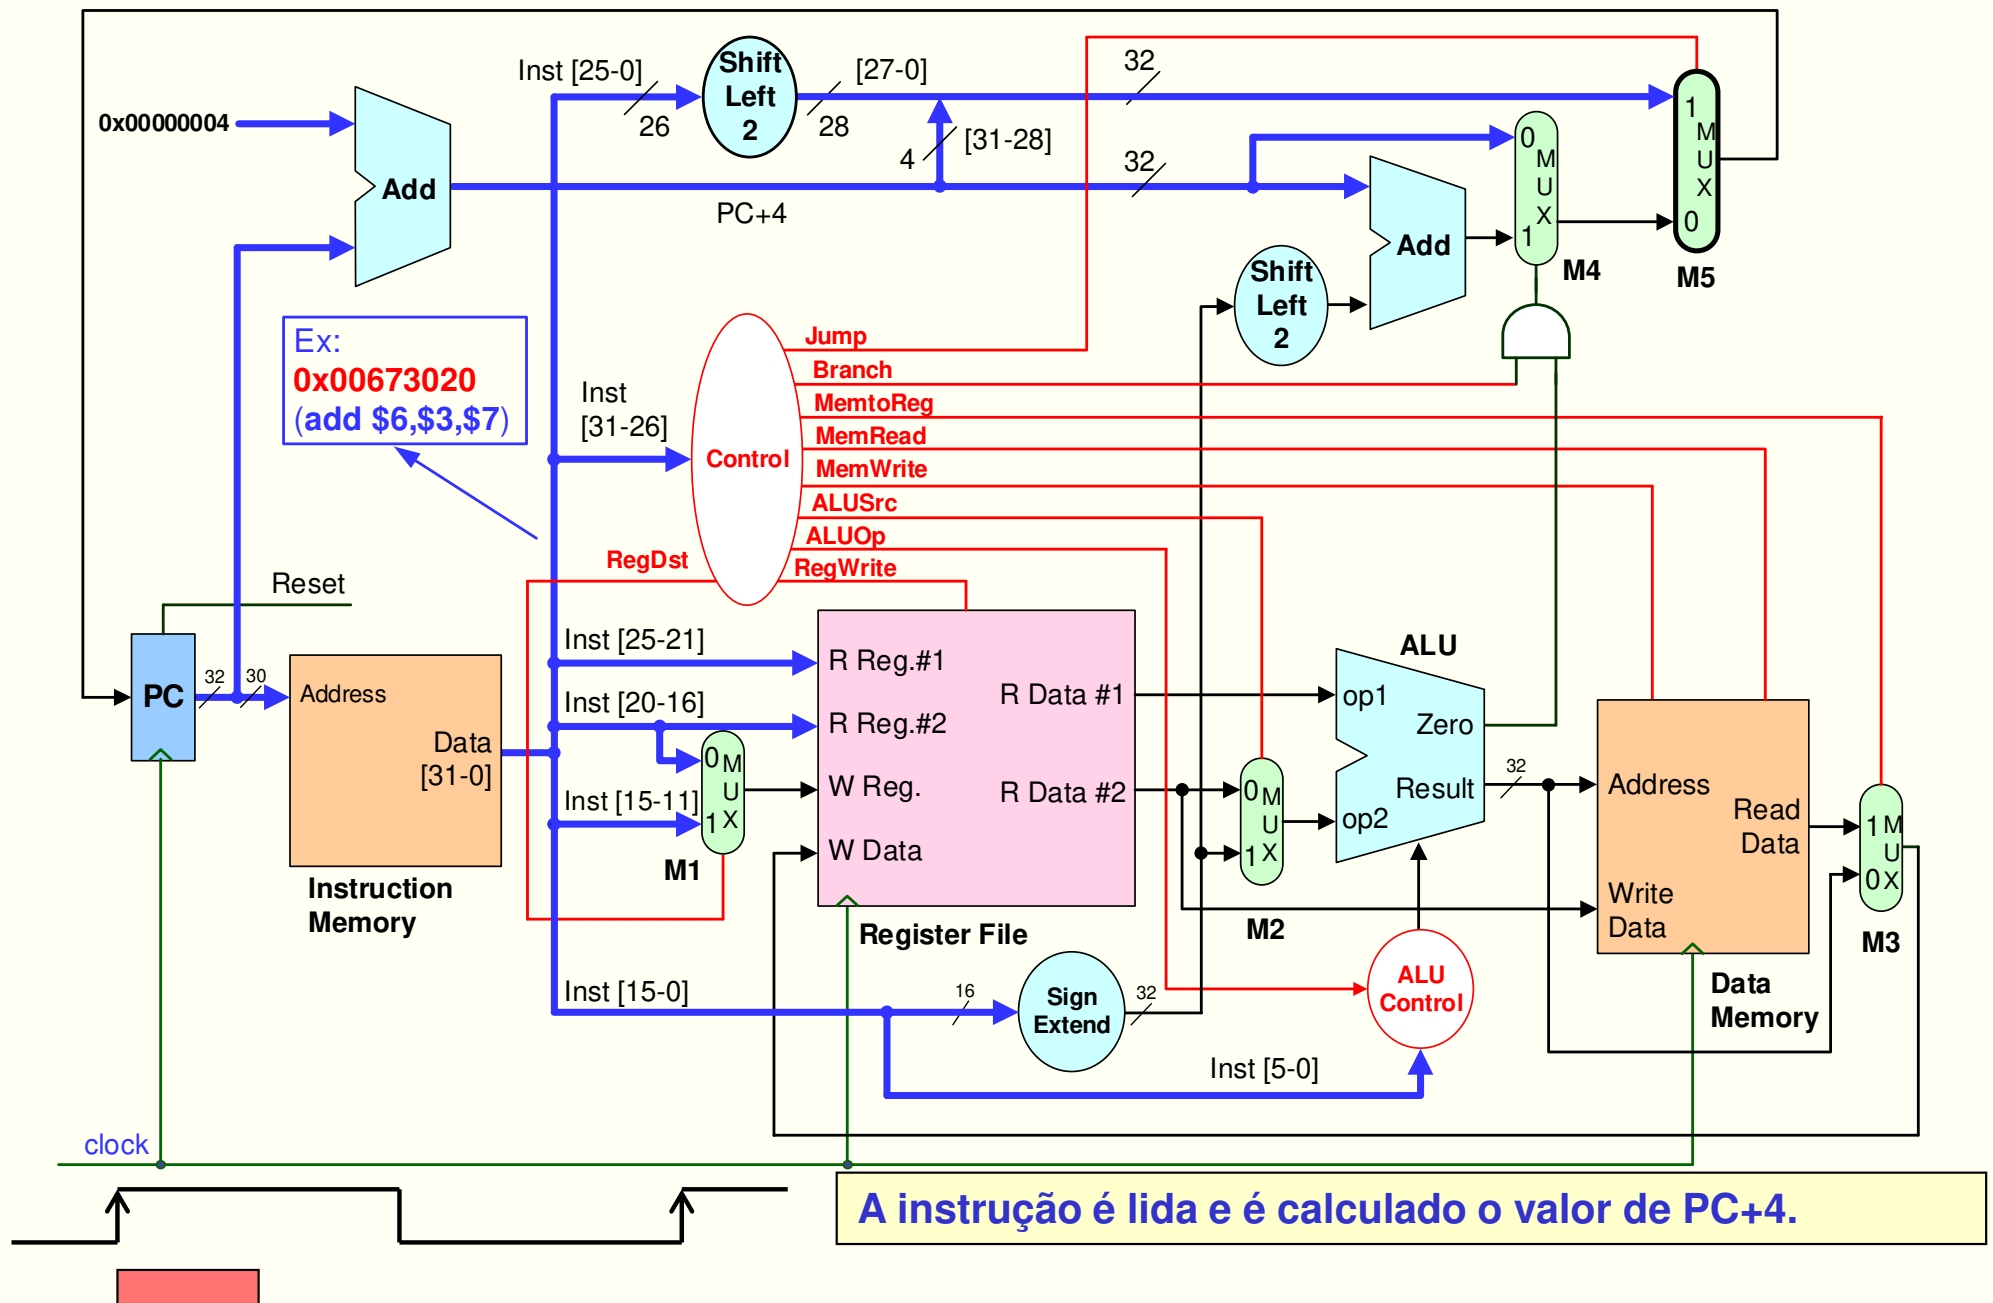 Inst [25-0]
26
Shift
Left
2
[27-0]
28
32
0x00000004
Add
PC+4
4
[31-28]
32
0
M
U
X
1
M4
1
M
U
X
0
M5
Add
Shift
Left
2
Ex:
0x00673020
(add $6,$3,$7)
Inst
[31-26]
Control
Jump
Branch
MemtoReg
MemRead
MemWrite
ALUSrc
ALUOp
RegWrite
RegDst
Reset
PC
32
30
Address
Data
[31-0]
Instruction
Memory
Inst [25-21]
Inst [20-16]
Inst [15-11]
0
M
U
X
1
M1
R Reg.#1
R Reg.#2
W Reg.
W Data
R Data #1
R Data #2
Register File
0
M
U
X
1
M2
ALU
op1
Zero
Result
op2
32
Address
Read
Data
Write
Data
Data
Memory
1
M
U
X
0
M3
Inst [15-0]
16
Sign
Extend
32
ALU
Control
Inst [5-0]
clock
A instrução é lida e é calculado o valor de PC+4.